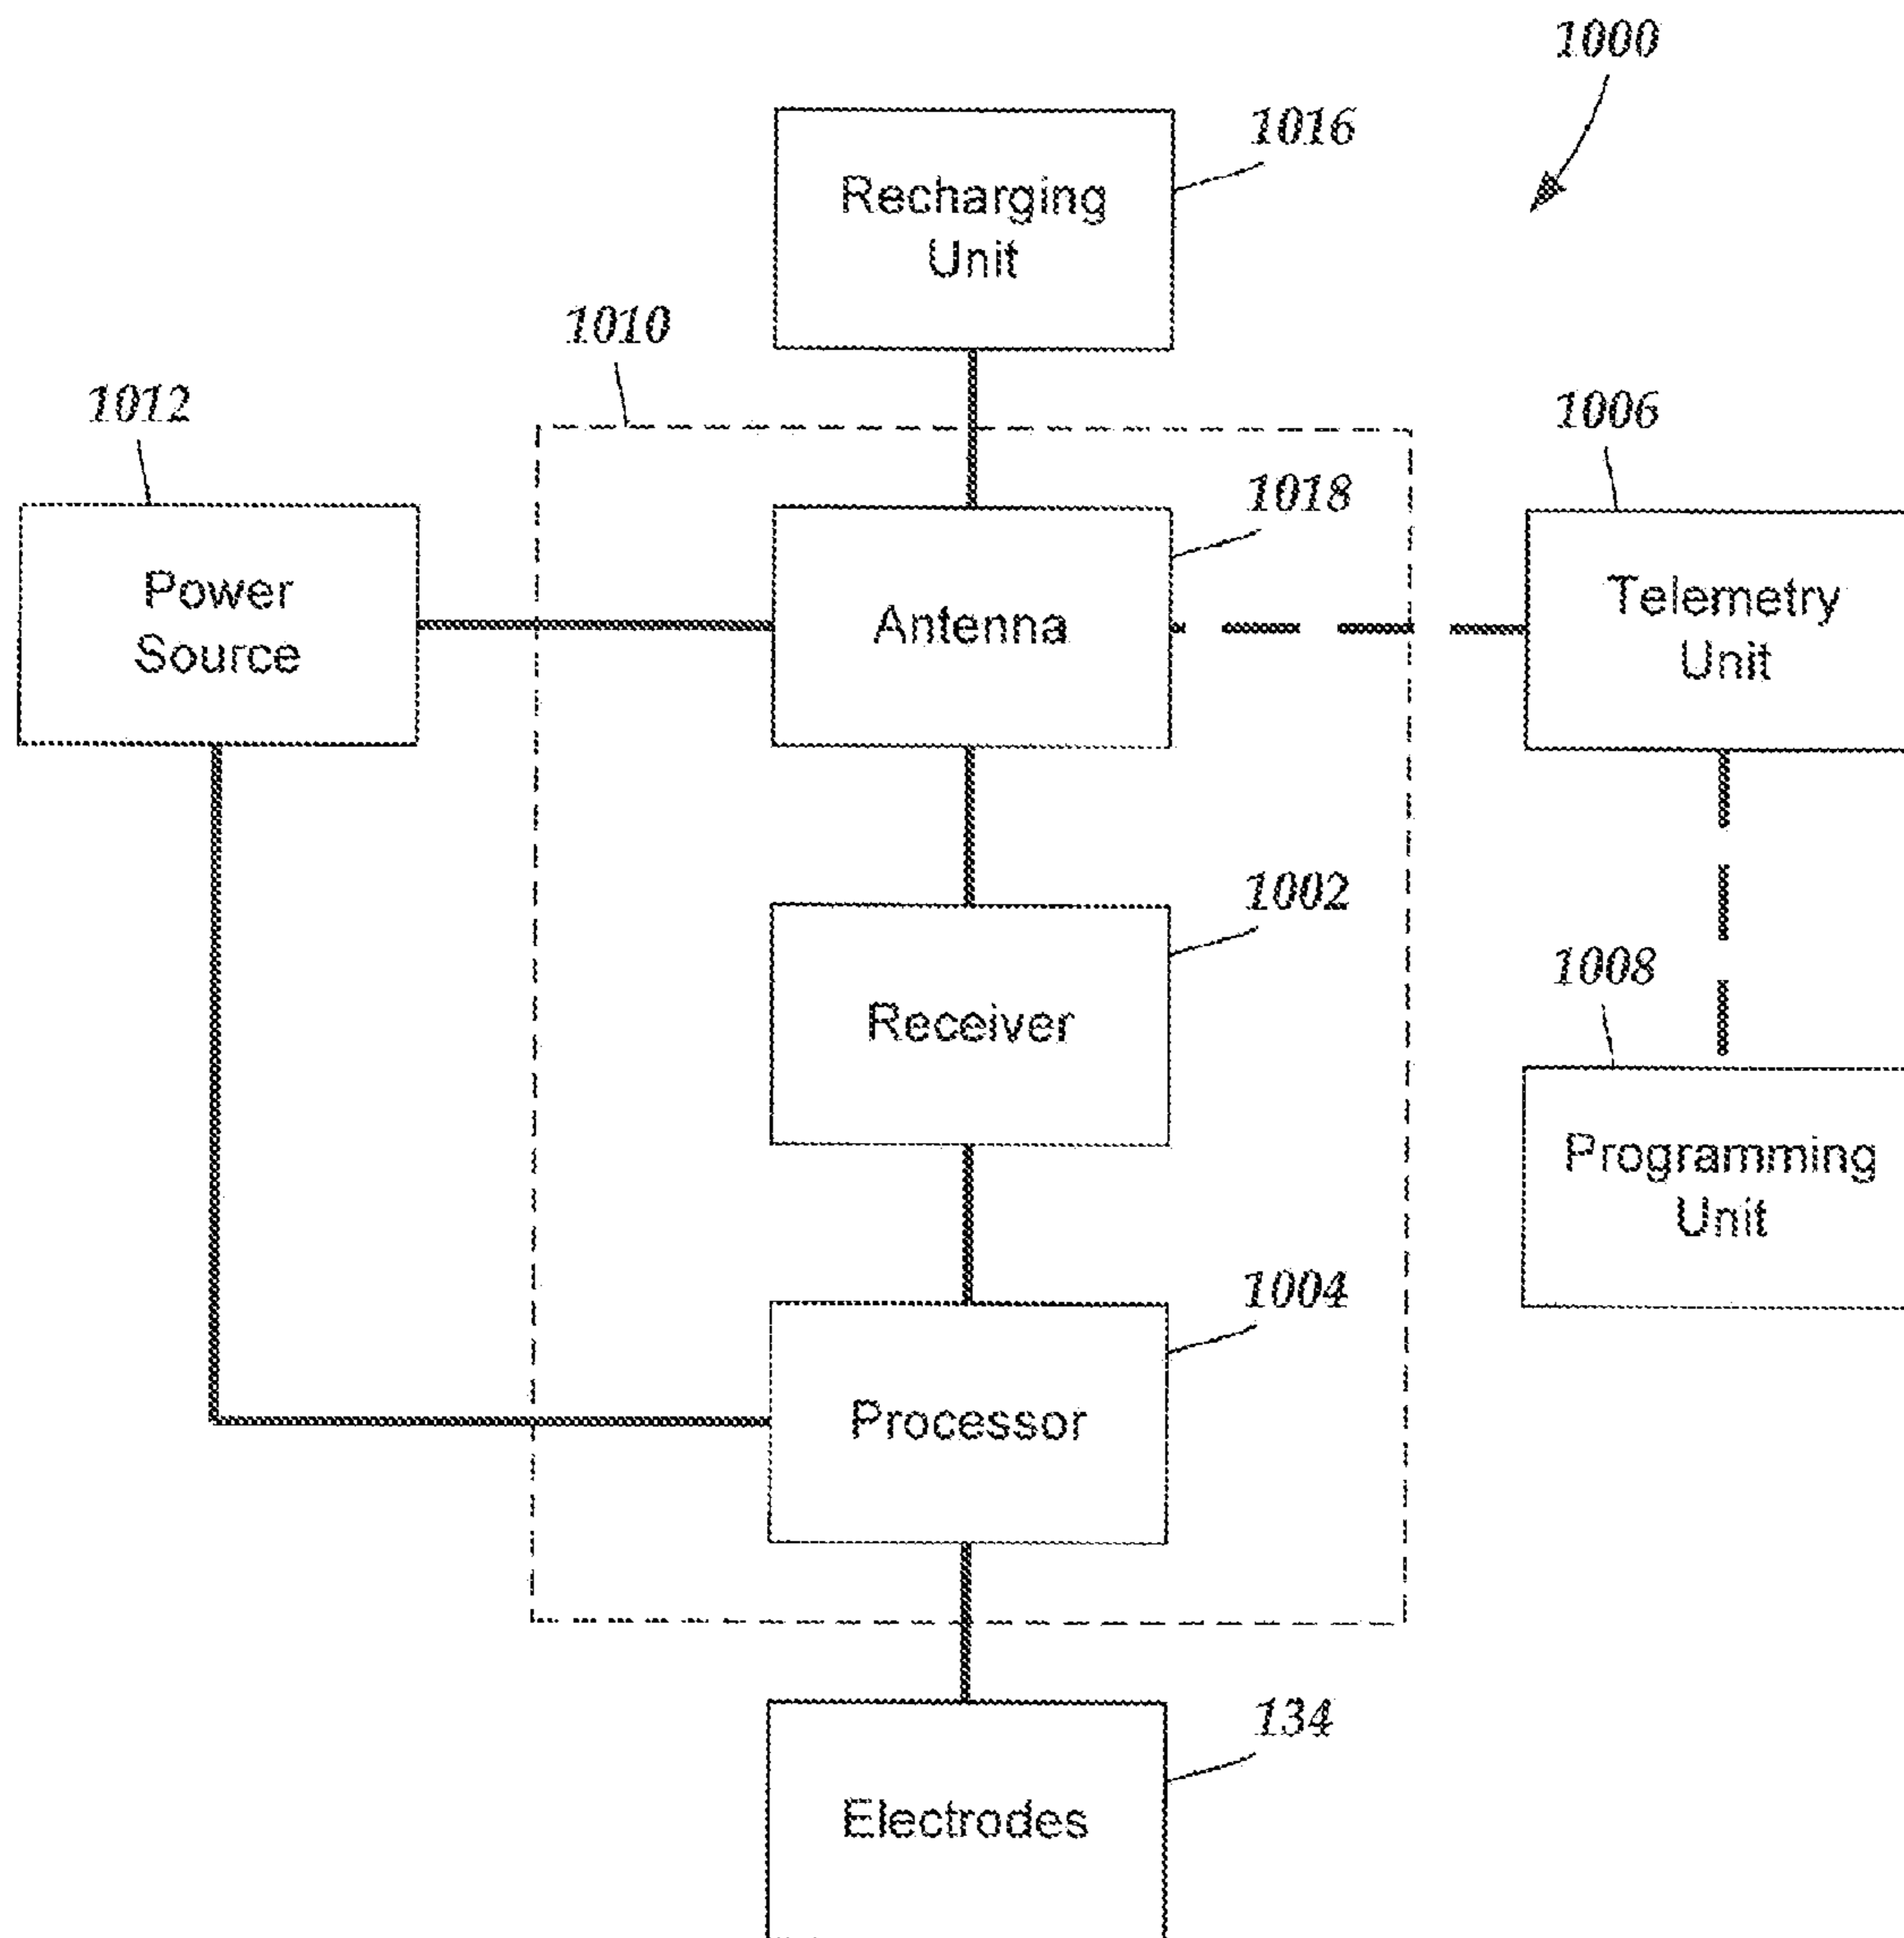 1000
1016
Recharging
Unit
1010
1012
1006
1018
Power
Source
Antenna
Telemetry
Unit
1002
Receiver
1008
Programming
Unit
1004
Processor
134
Electrodes